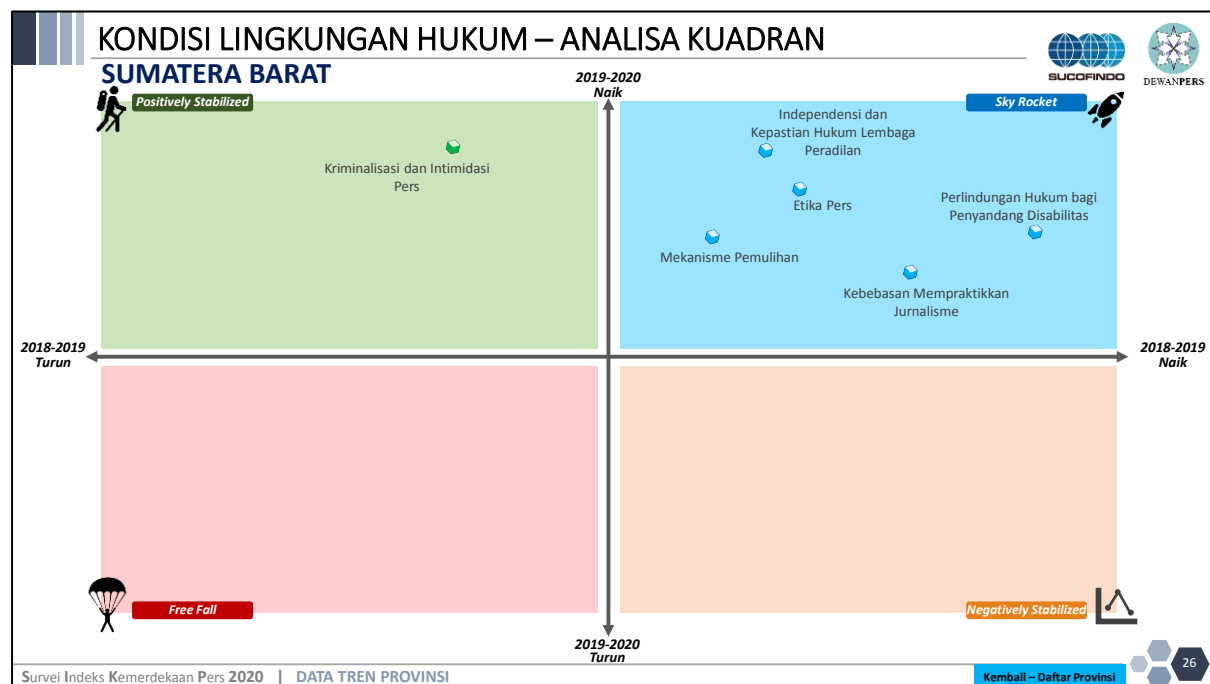 KONDISI LINGKUNGAN HUKUM – ANALISA KUADRAN
SUMATERA BARAT
SUCOFINDO
DEWANPERS
2019-2020
Naik
Positively Stabilized
Sky Rocket
Independensi dan
Kepastian Hukum Lembaga
Peradilan
Kriminalisasi dan Intimidasi
Pers
Etika Pers
Perlindungan Hukum bagi
Penyandang Disabilitas
Mekanisme Pemulihan
Kebebasan Mempraktikkan
Jurnalisme
2018-2019
Turun
2018-2019
Naik
Free Fall
Negatively Stabilized
2019-2020
Turun
Survei Indeks Kemerdekaan Pers 2020 | DATA TREN PROVINSI
Kembali – Daftar Provinsi
26